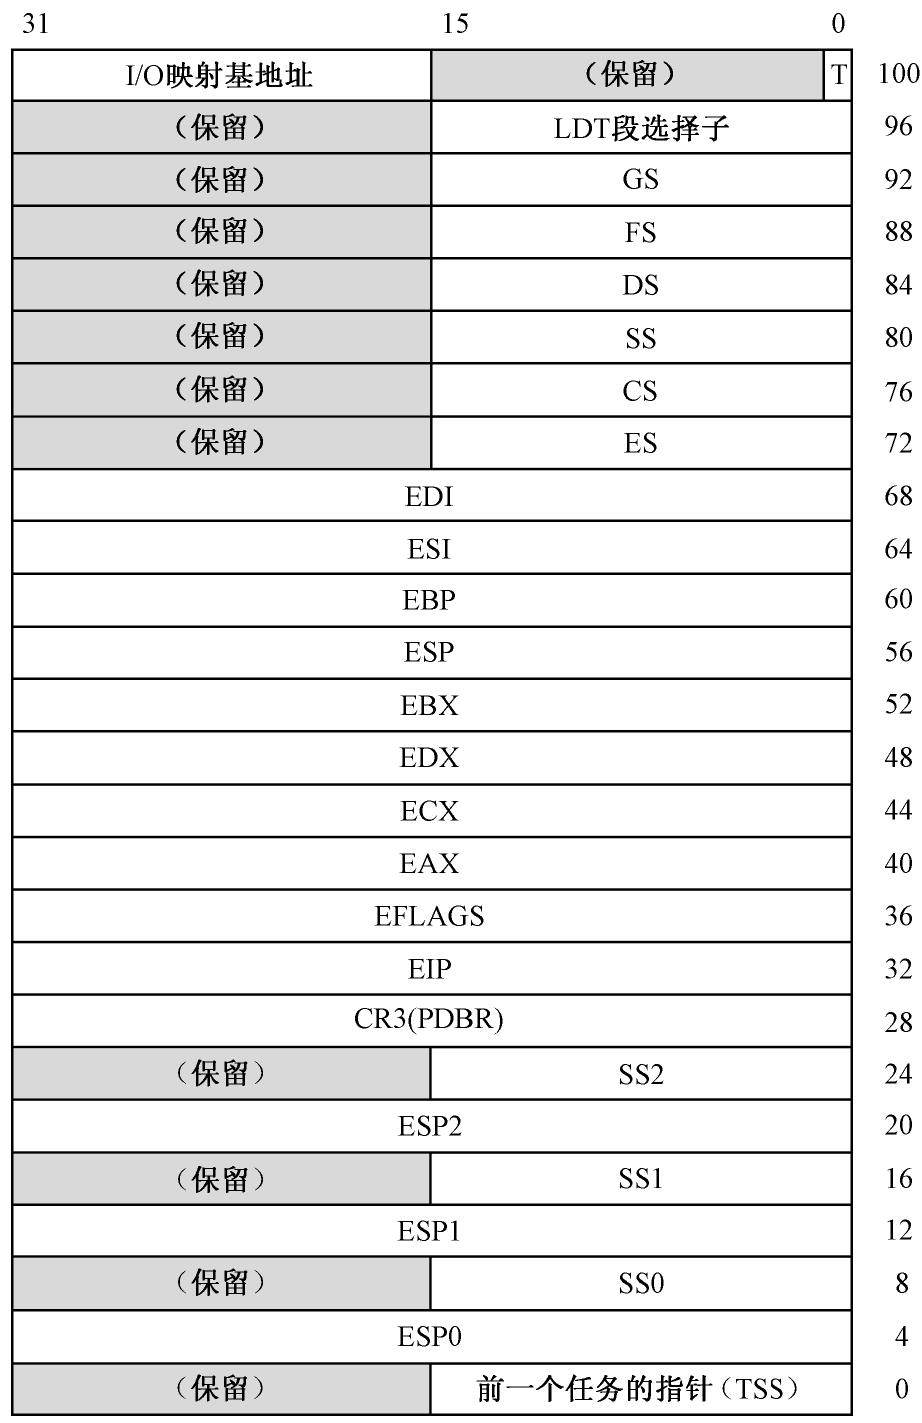 31 15 0
I/O映射基地址 （保留） T 100
（保留） LDT段选择子 96
（保留） GS 92
（保留） FS 88
（保留） DS 84
（保留） SS 80
（保留） CS 76
（保留） ES 72
EDI 68
ESI 64
EBP 60
ESP 56
EBX 52
EDX 48
ECX 44
EAX 40
EFLAGS 36
EIP 32
CR3(PDBR) 28
（保留） SS2 24
ESP2 20
（保留） SS1 16
ESP1 12
（保留） SS0 8
ESP0 4
（保留） 前一个任务的指针（TSS） 0